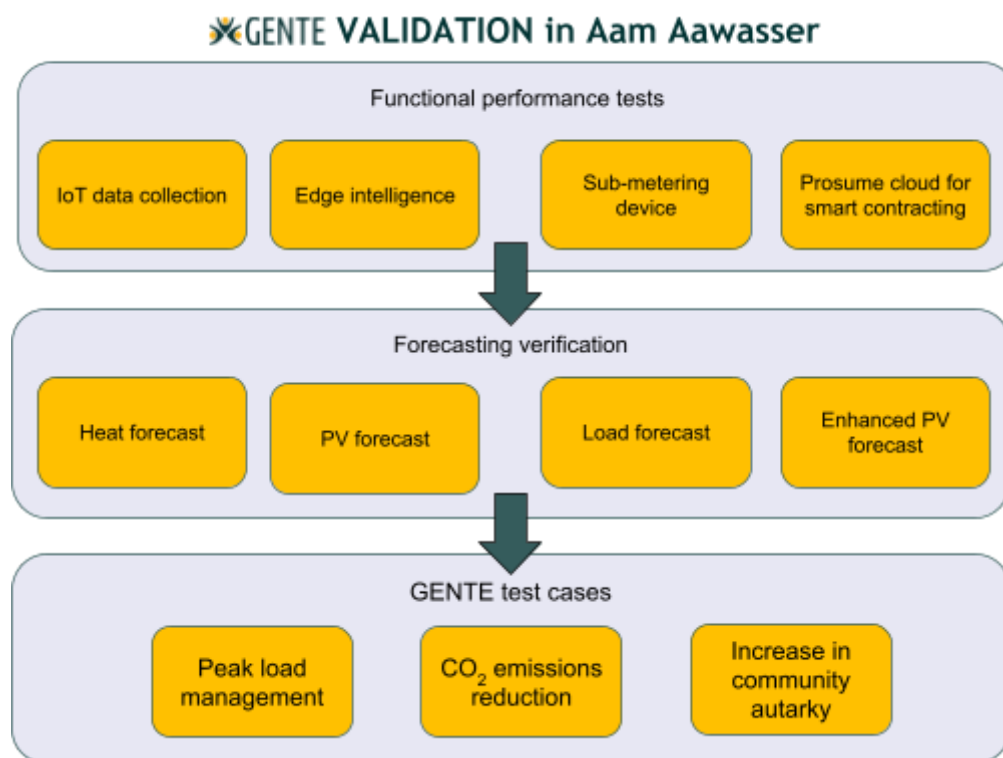 GENTE VALIDATION in Aam Aawasser
Functional performance tests
IoT data collection
Edge intelligence
Sub-metering
device
Prosume cloud for
smart contracting
Forecasting verification
Heat forecast
PV forecast
Load forecast
Enhanced PV
forecast
GENTE test cases
Peak load
management
CO₂ emissions
reduction
Increase in
community
autarky